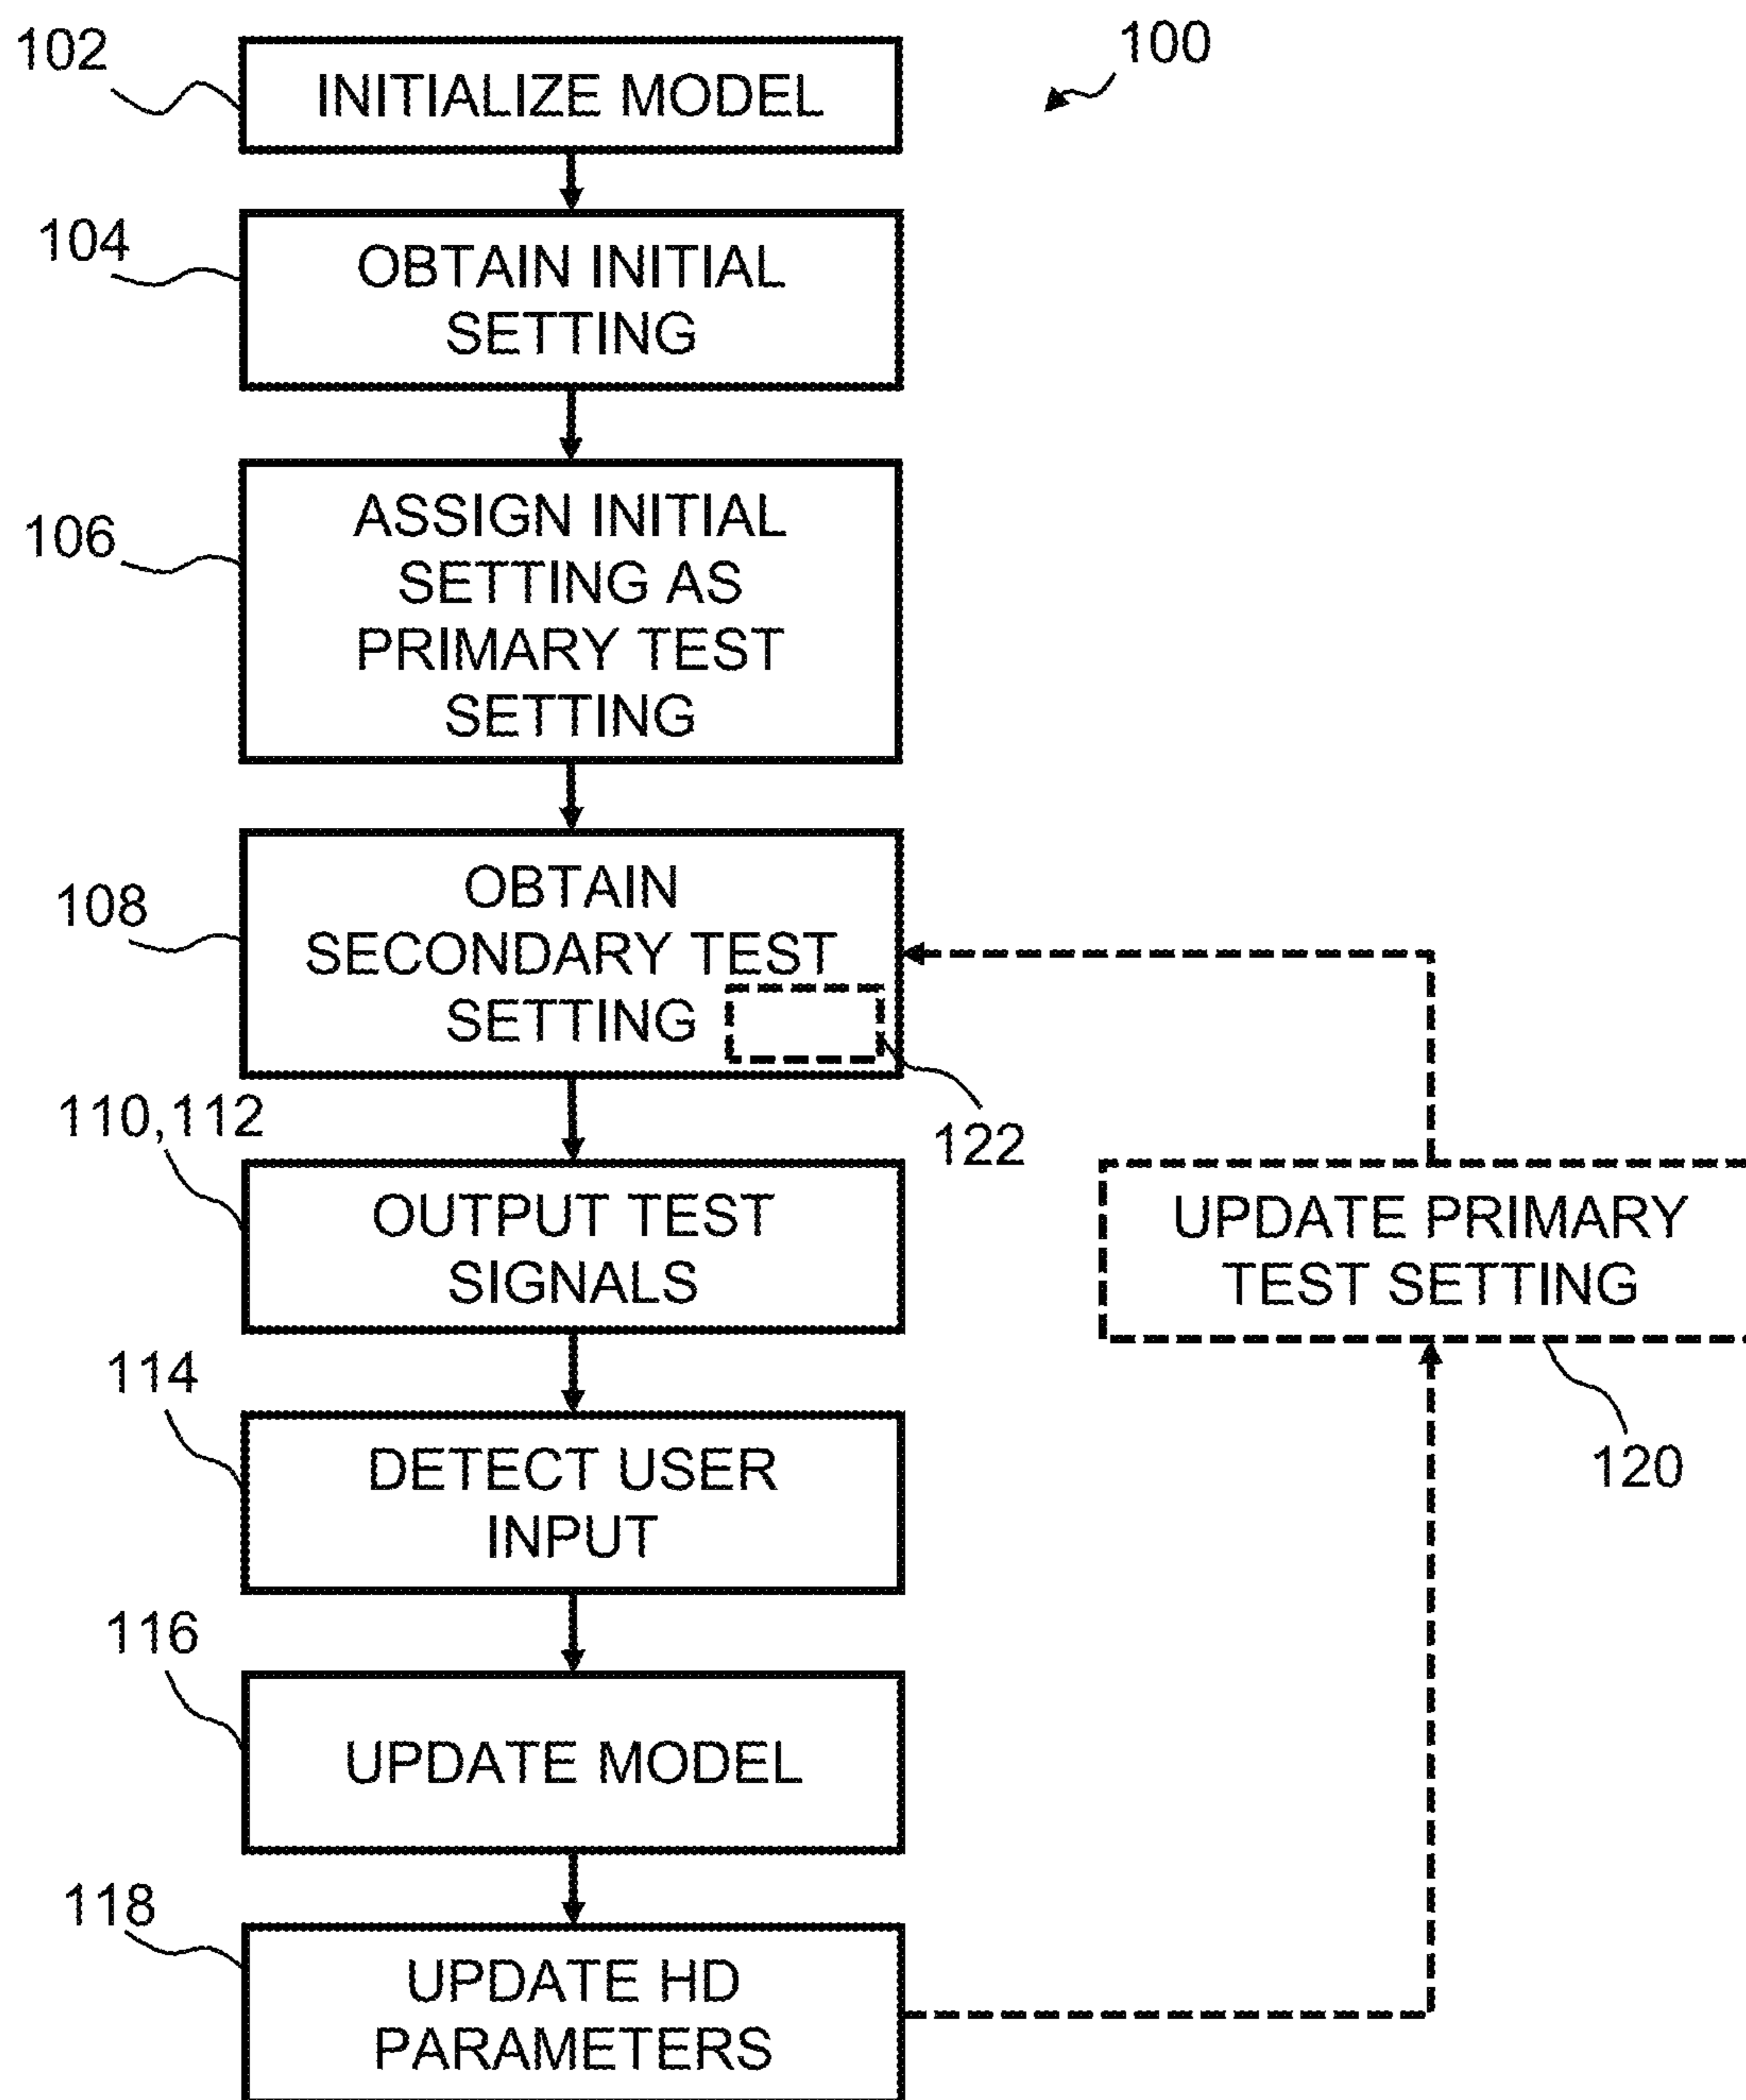 102
INITIALIZE MODEL
100
104
OBTAIN INITIAL
SETTING
106
ASSIGN INITIAL
SETTING AS
PRIMARY TEST
SETTING
108
OBTAIN
SECONDARY TEST
SETTING
122
110,112
OUTPUT TEST
SIGNALS
UPDATE PRIMARY
TEST SETTING
120
114
DETECT USER
INPUT
116
UPDATE MODEL
118
UPDATE HD
PARAMETERS